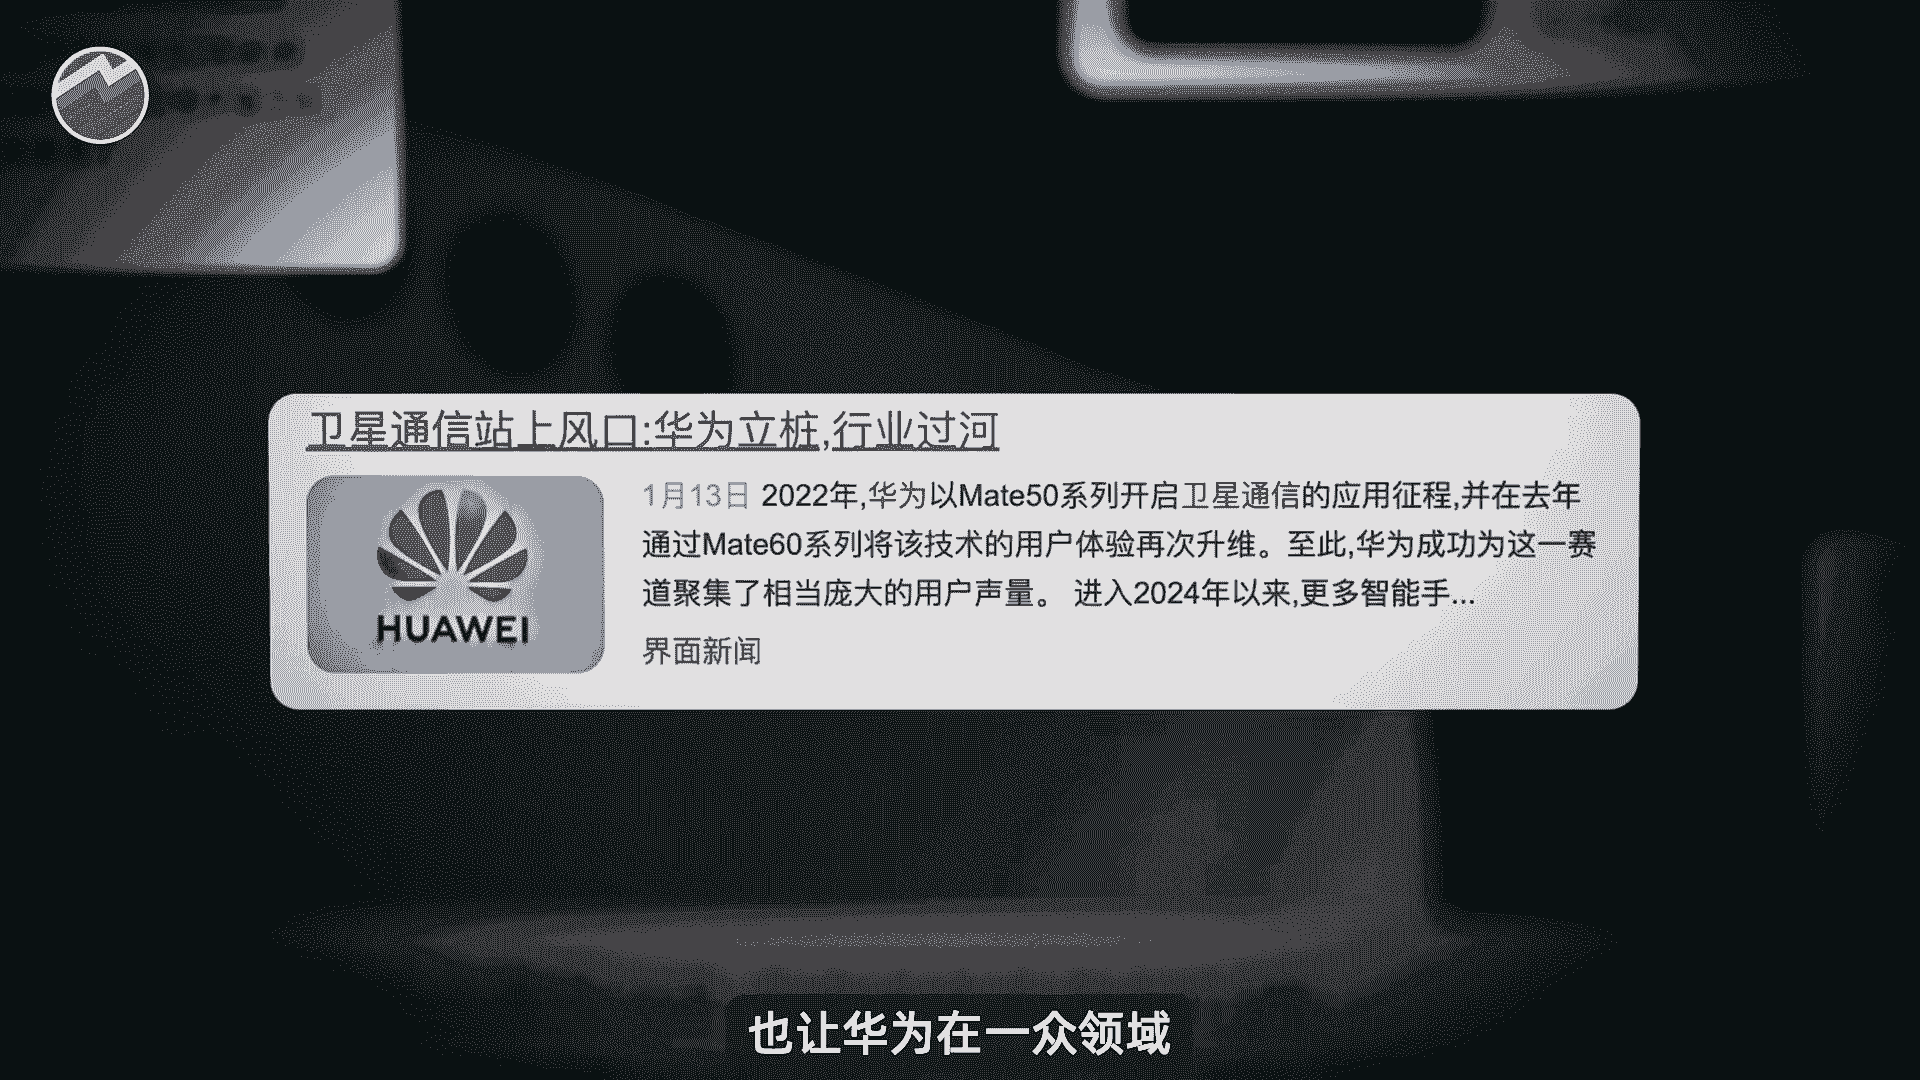 卫星通信站上风口:华为立桩,行业过河
1月13日 2022年,华为以Mate50系列开启卫星通信的应用征程,并在去年
通过Mate60系列将该技术的用户体验再次升维。至此,华为成功为这一赛
道聚集了相当庞大的用户声量。 进入2024年以来,更多智能手...
HUAWEI
界面新闻
也让华为在一众领域